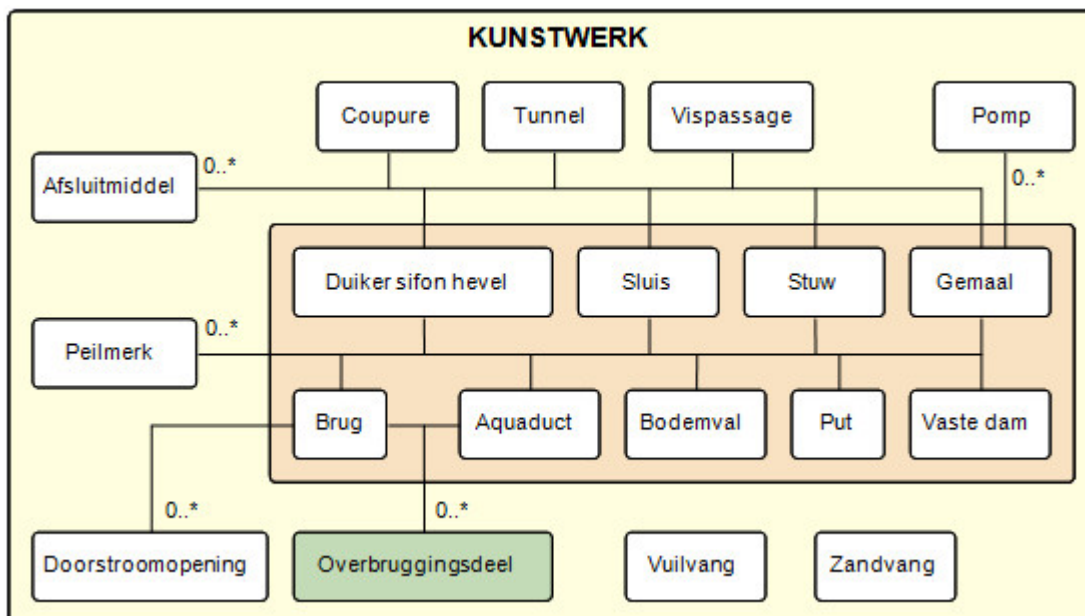 KUNSTWERK
Coupure
Tunnel
Vispassage
Pomp
Afsluitmiddel
0..*
0..*
Duiker sifon hevel
Sluis
Stuw
Gemaal
Peilmerk
0..*
Brug
Aquaduct
Bodemval
Put
Vaste dam
0..*
0..*
Doorstroomopening
Overbruggingsdeel
Vuilvang
Zandvang